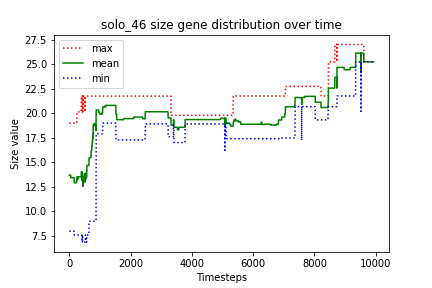 solo_46 size gene distribution over time
max
mean
min
27.5
25.0
22.5
20.0
17.5
15.0
12.5
10.0
7.5
Size value
0 2000 4000 6000 8000 10000
Timesteps